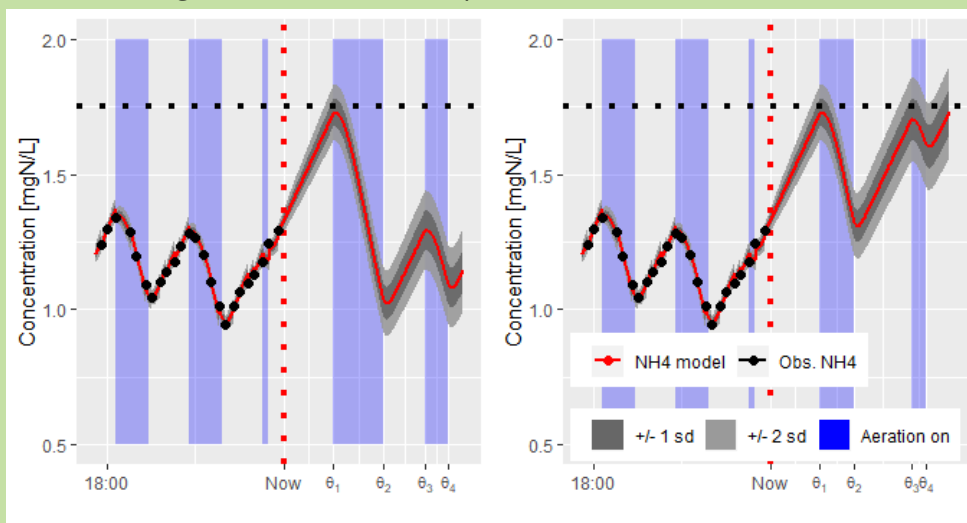 2.0
1.5
1.0
0.5
Concentration [mgN/L]
18:00 Now θ1 θ2 θ3 θ4
2.0
1.5
1.0
0.5
Concentration [mgN/L]
NH4 model Obs. NH4
+/- 1 sd +/- 2 sd Aeration on
18:00 Now θ1 θ2 θ3 θ4